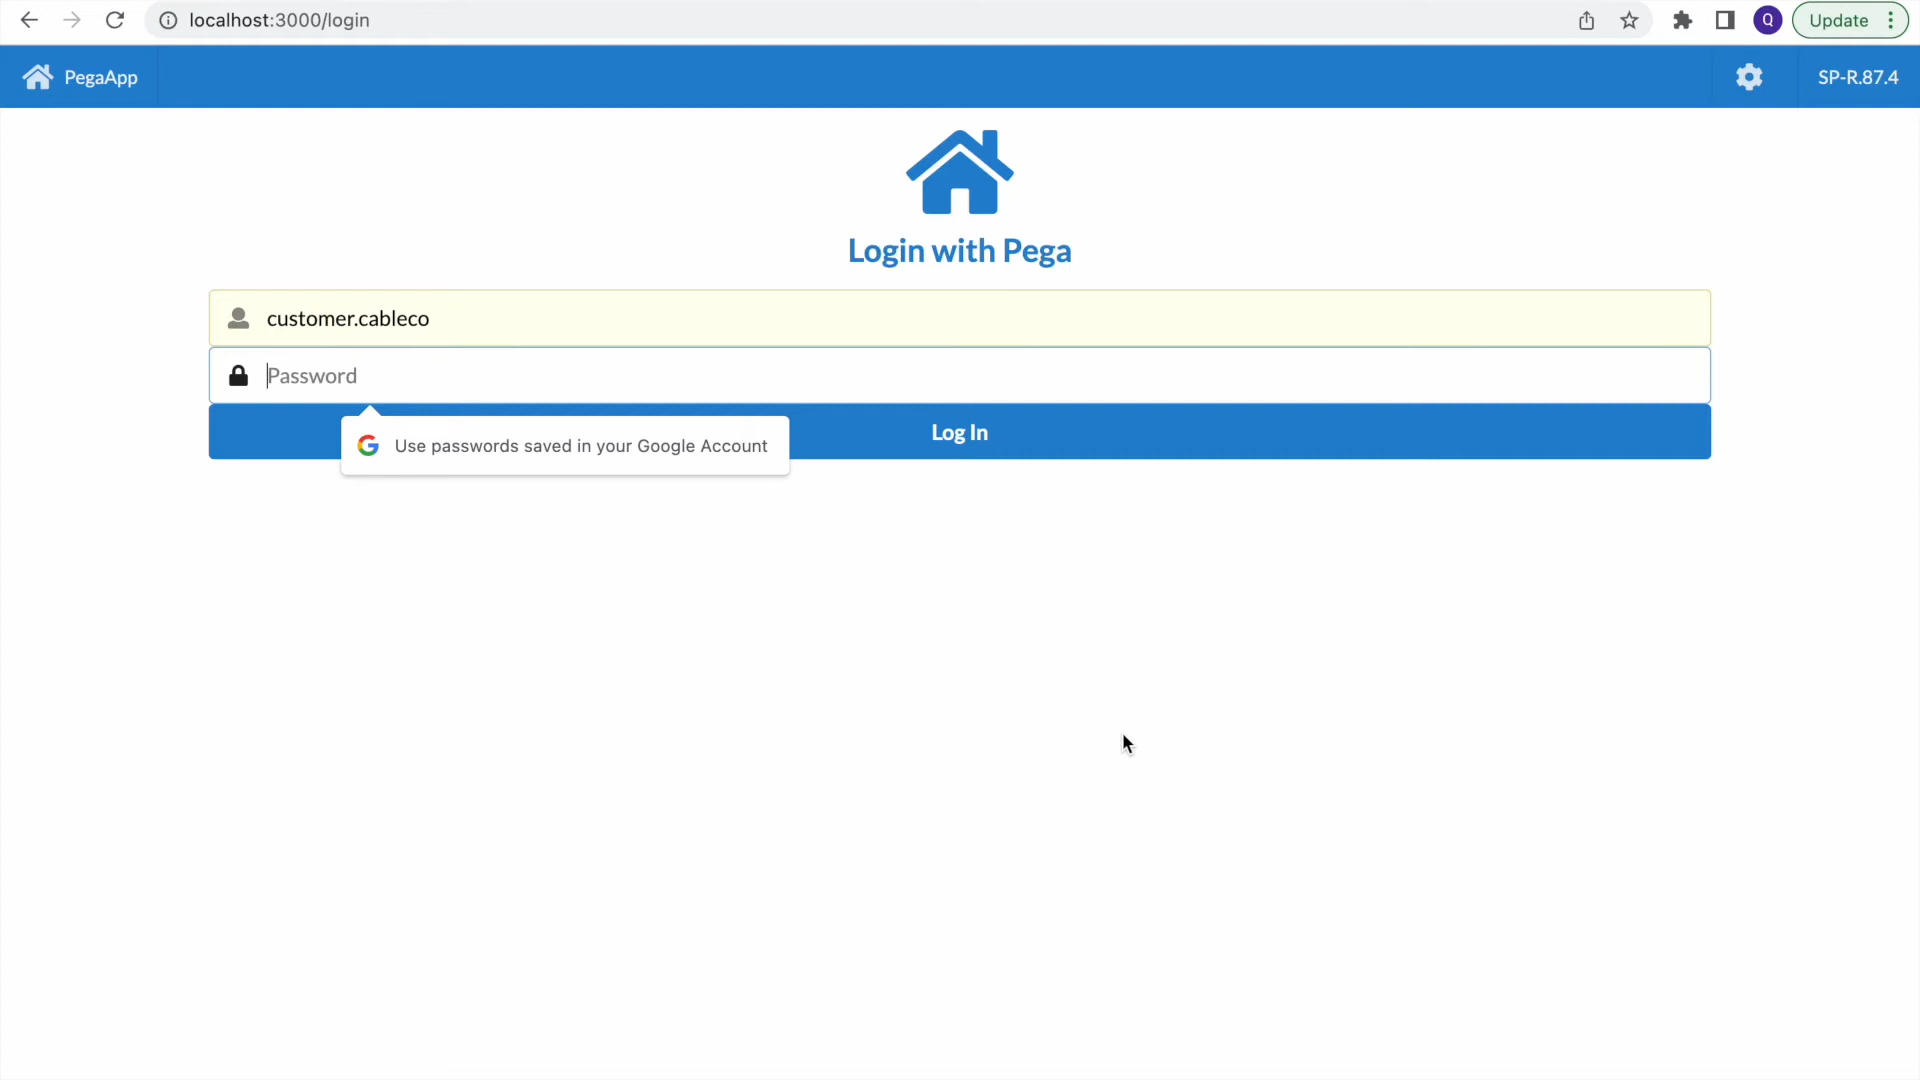 localhost:3000/login
Q
Update
PegaApp
SP-R.87.4
Login with Pega
customer.cableco
Password
Log In
Use passwords saved in your Google Account